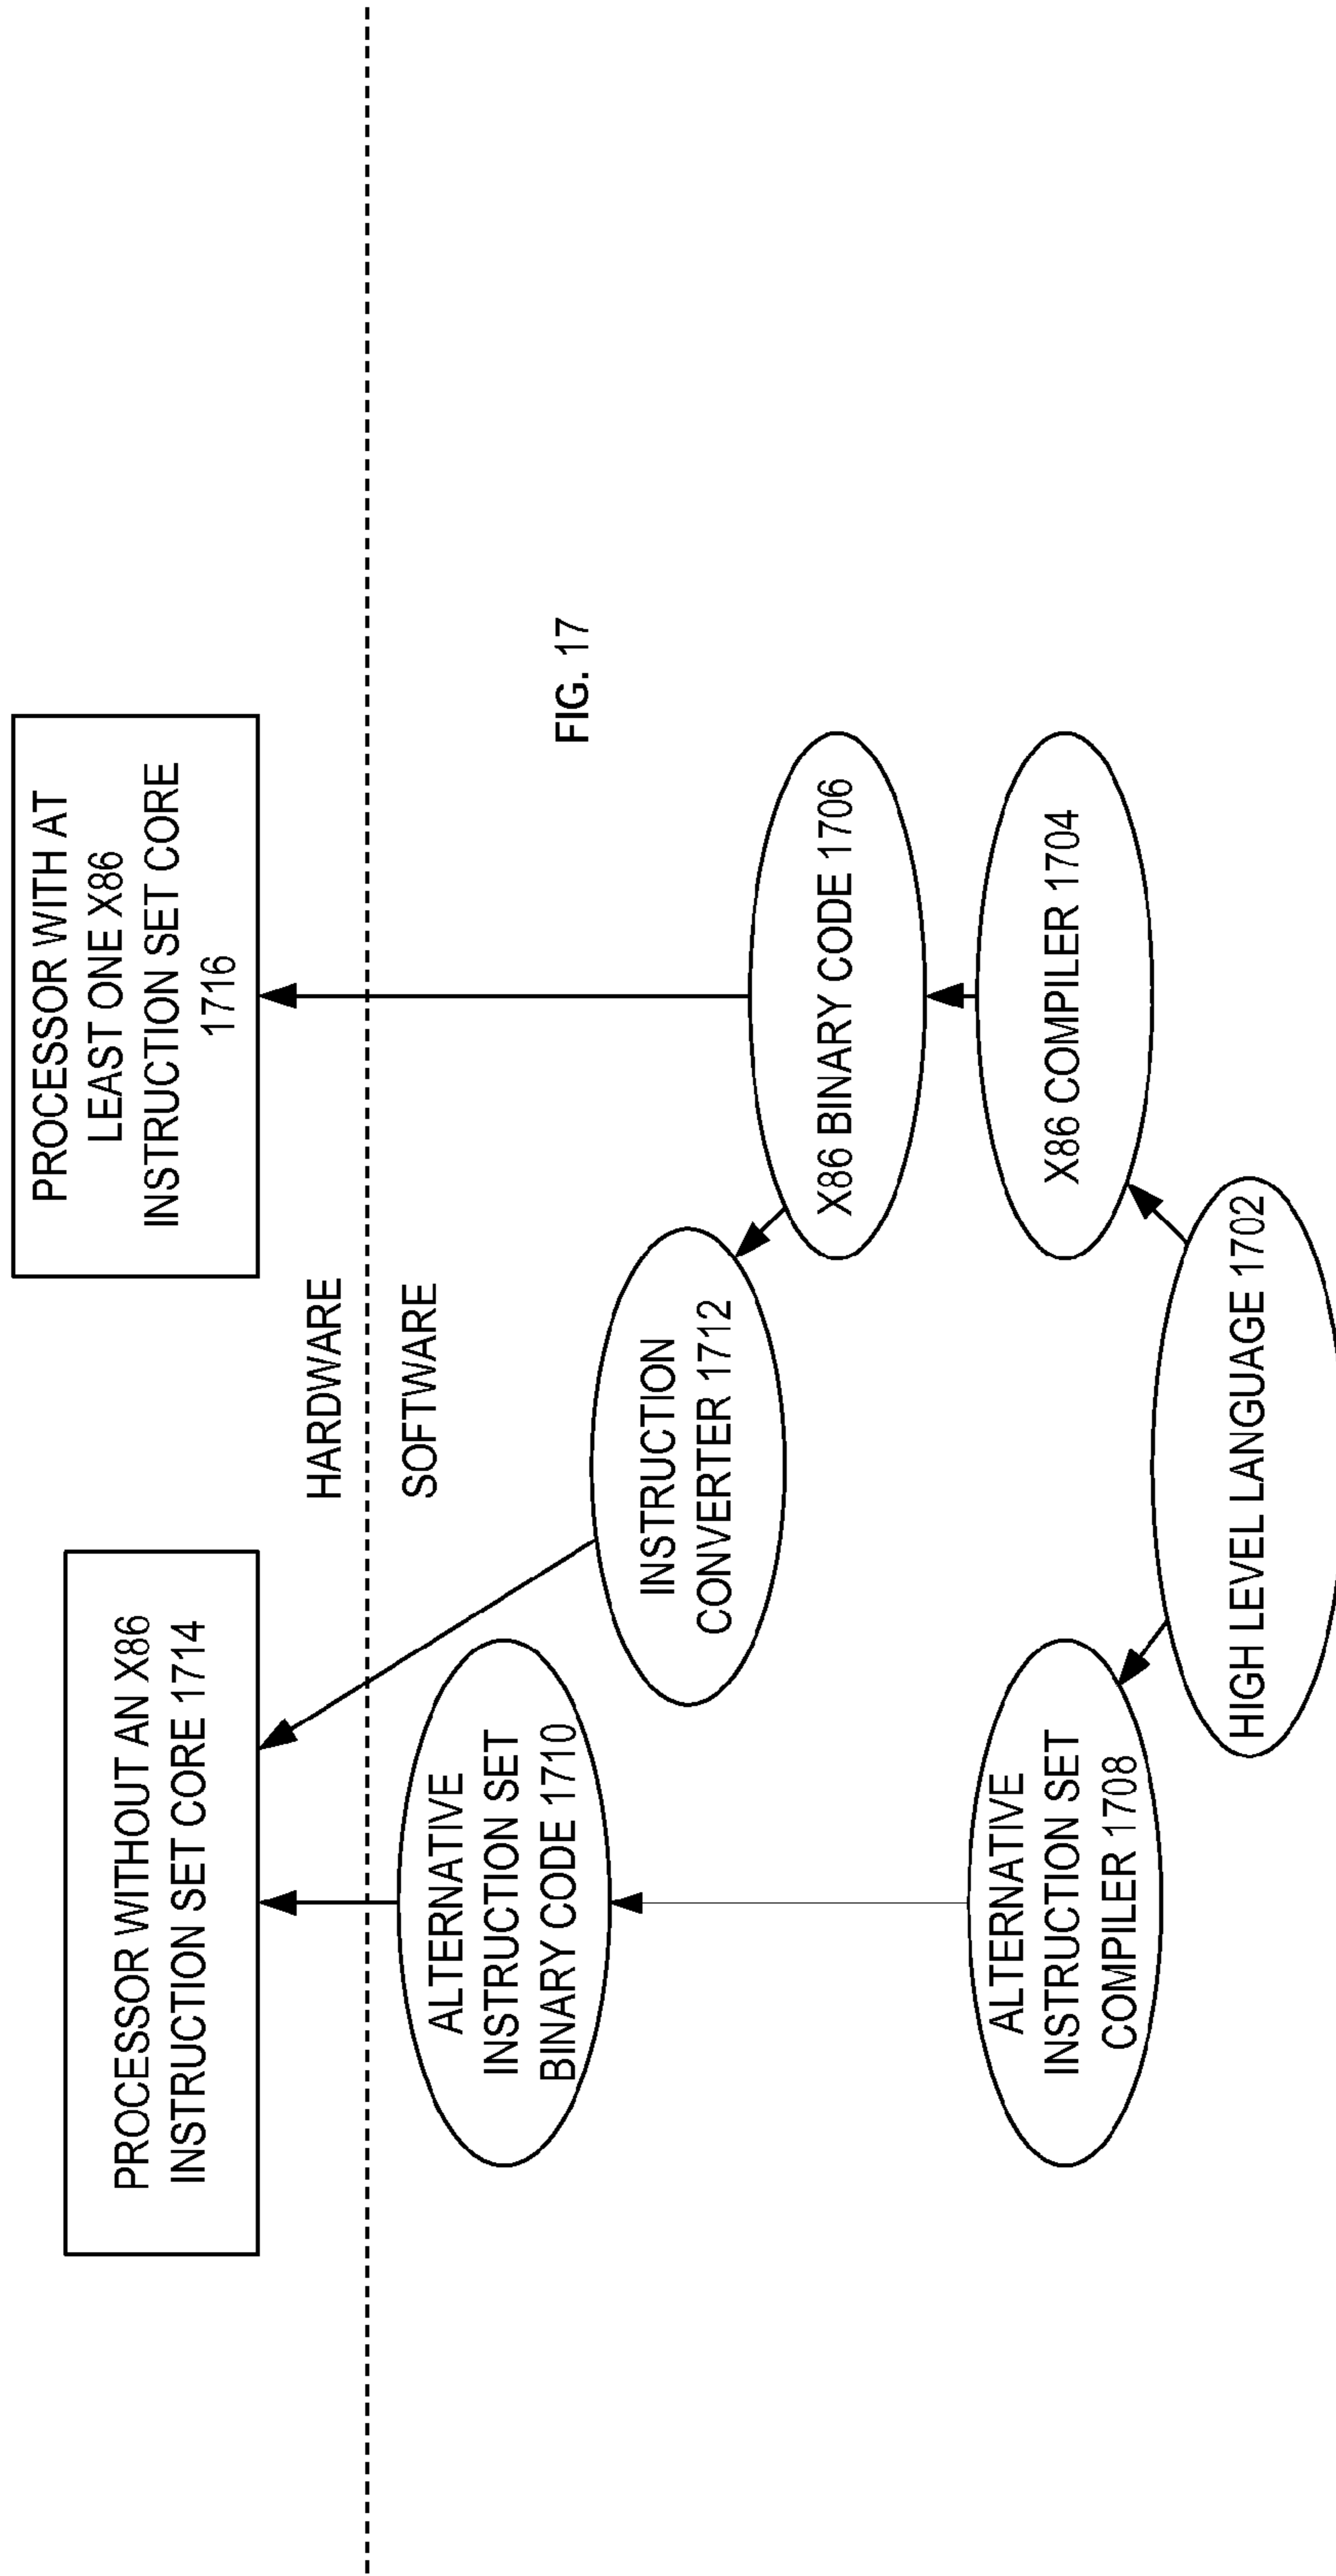 PROCESSOR WITHOUT AN X86
INSTRUCTION SET CORE 1714
PROCESSOR WITH AT
LEAST ONE X86
INSTRUCTION SET CORE
1716
HARDWARE
SOFTWARE
ALTERNATIVE
INSTRUCTION SET
BINARY CODE 1710
INSTRUCTION
CONVERTER 1712
FIG. 17
X86 BINARY CODE 1706
ALTERNATIVE
INSTRUCTION SET
COMPILER 1708
X86 COMPILER 1704
HIGH LEVEL LANGUAGE 1702